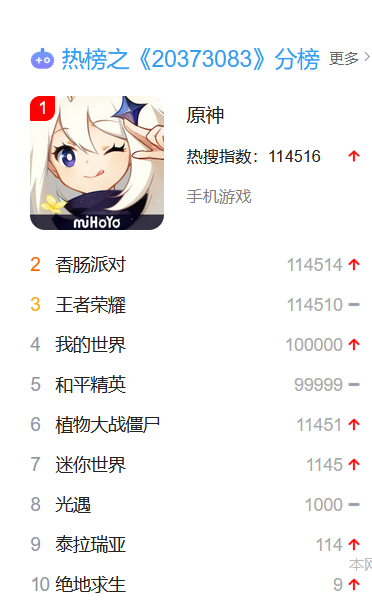 热榜之《20373083》分榜 更多
1
原神
热搜指数：114516
手机游戏
miHoYo
2 香肠派对 114514
3 王者荣耀 114510
4 我的世界 100000
5 和平精英 99999
6 植物大战僵尸 11451
7 迷你世界 1145
8 光遇 1000
9 泰拉瑞亚 114
本网
10 绝地求生 9